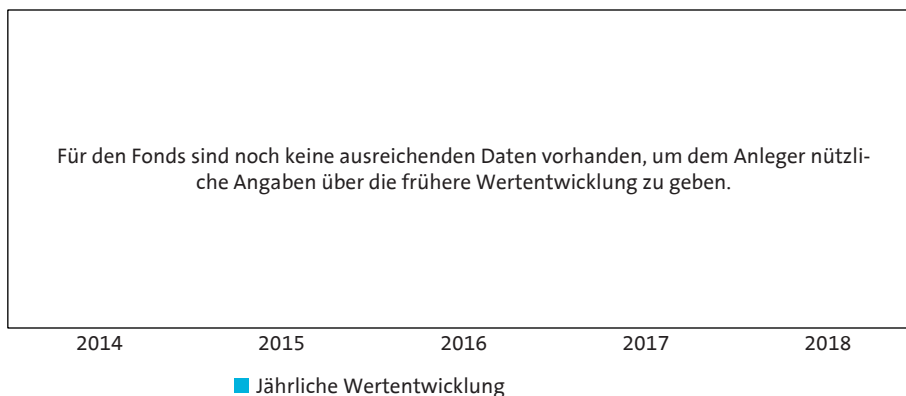 Für den Fonds sind noch keine ausreichenden Daten vorhanden, um dem Anleger nützli-
che Angaben über die frühere Wertentwicklung zu geben.
2014 2015 2016 2017 2018
Jährliche Wertentwicklung